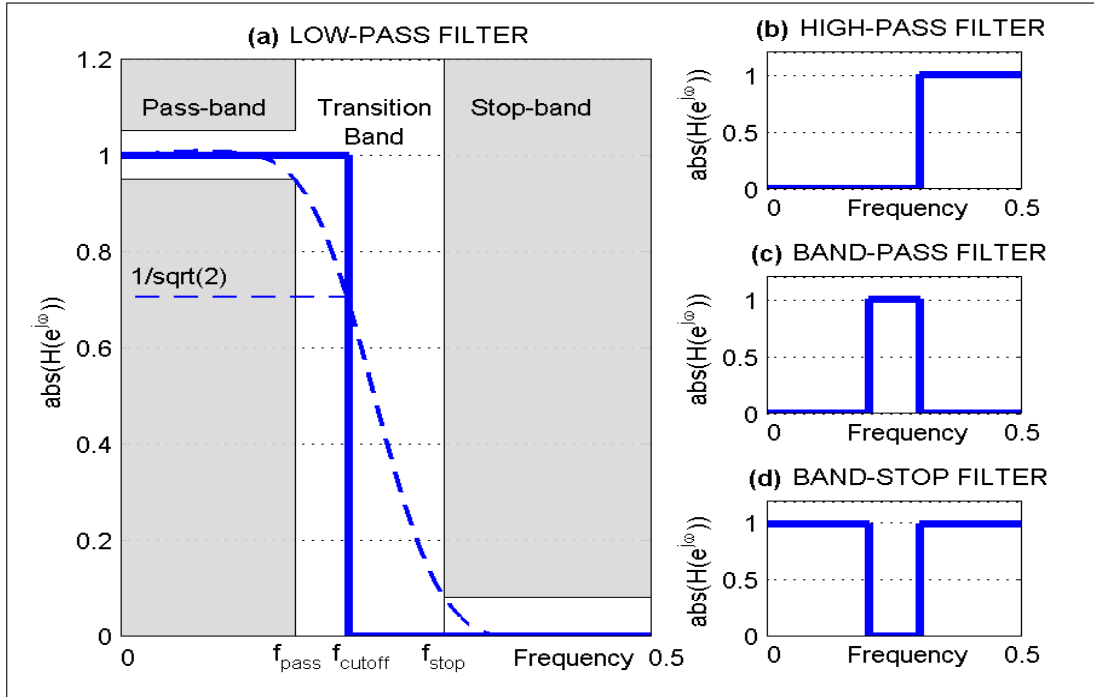 (a) LOW-PASS FILTER
1.2
1
0.8
0.6
0.4
0.2
0
abs(H(e^jω))
Pass-band
Transition
Band
Stop-band
1/sqrt(2)
0
f_pass
f_cutoff
f_stop
Frequency
0.5
(b) HIGH-PASS FILTER
abs(H(e^jω))
1
0.5
0
0
Frequency
0.5
(c) BAND-PASS FILTER
abs(H(e^jω))
1
0.5
0
0
Frequency
0.5
(d) BAND-STOP FILTER
abs(H(e^jω))
1
0.5
0
0
Frequency
0.5